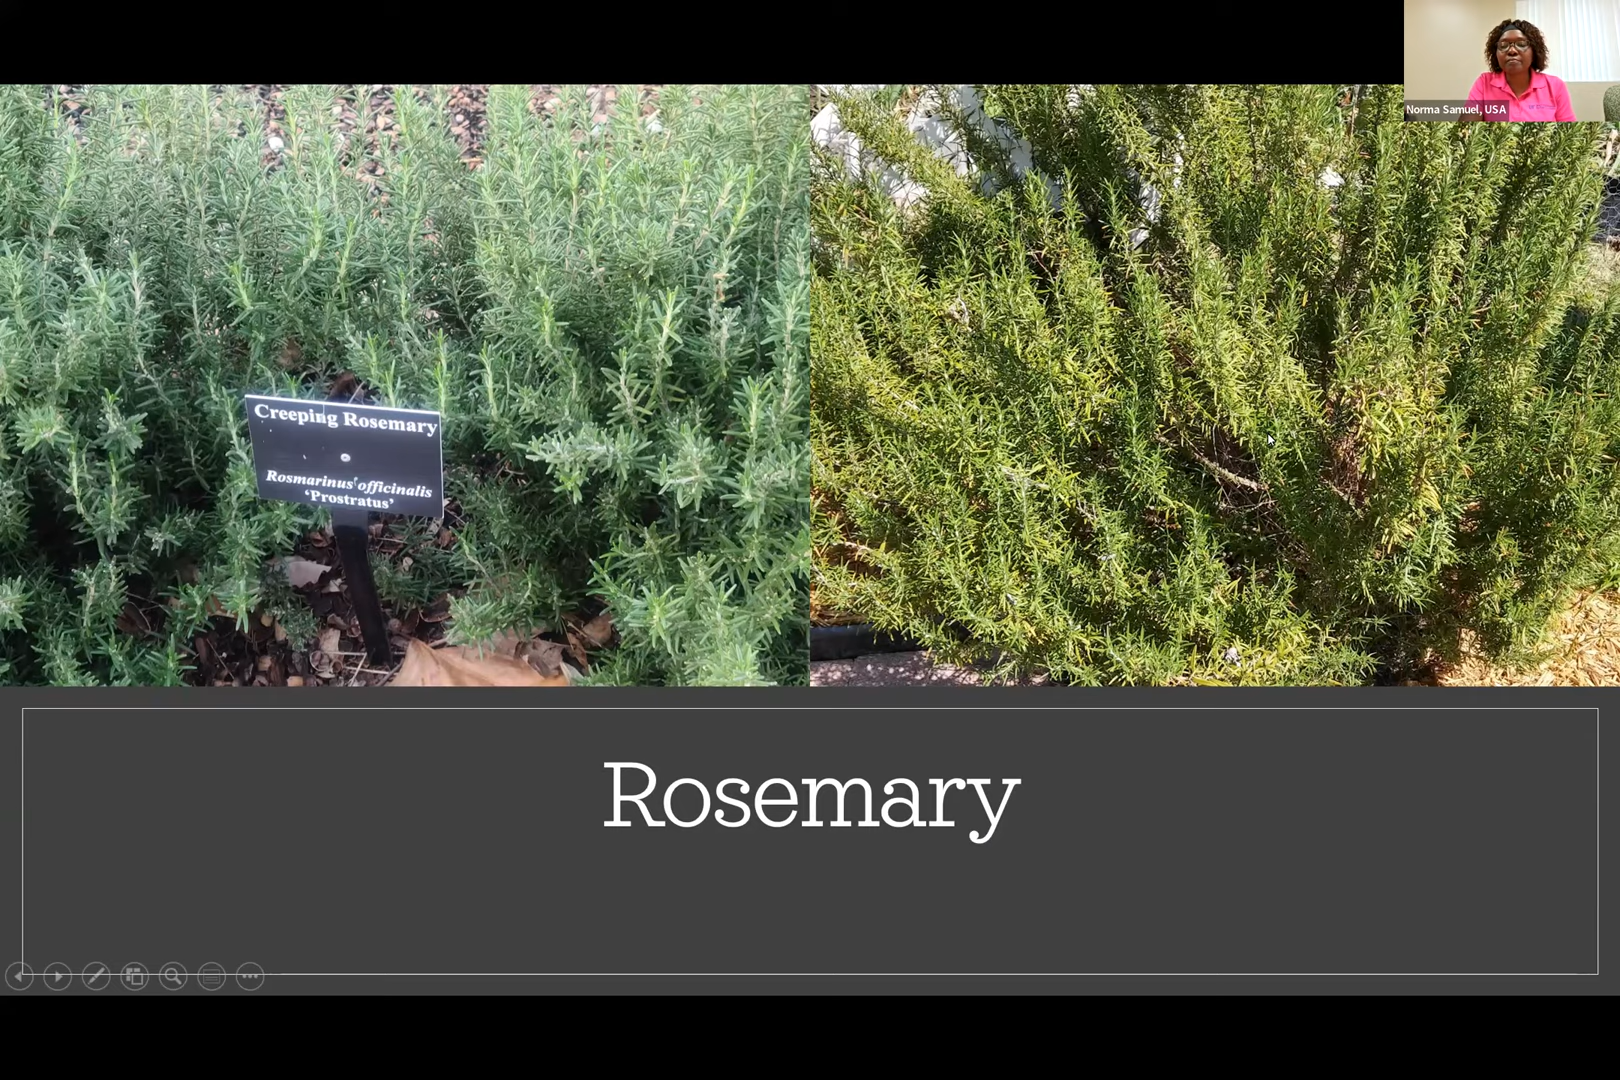 Norma Samuel, USA
Creeping Rosemary
Rosmarinus officinalis
‘Prostratus’
Rosemary